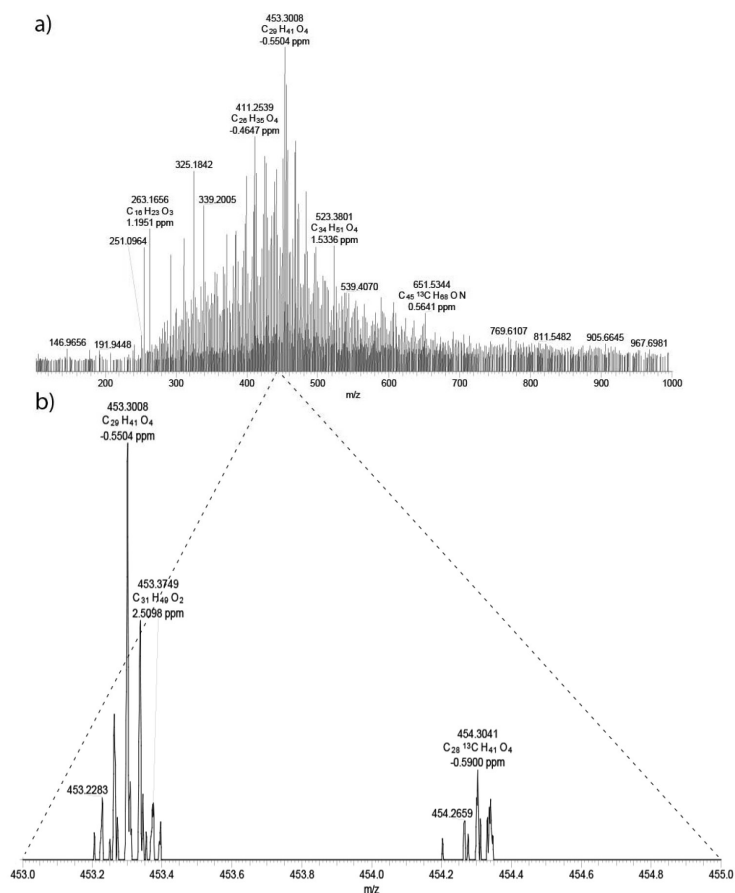 a)
453.3008
C29 H41 O4
-0.5504 ppm
411.2539
C26 H35 O4
-0.4647 ppm
325.1842
263.1656
C16 H23 O3
1.1951 ppm
339.2005
251.0964
523.3801
C34 H51 O4
1.5336 ppm
539.4070
651.5344
C45 13C H68 O N
0.5641 ppm
146.9656
191.9448
769.6107
811.5482
905.6645
967.6981
200 300 400 500 600 700 800 900 1000
m/z
b)
453.3008
C29 H41 O4
-0.5504 ppm
453.3749
C31 H49 O2
2.5098 ppm
453.2283
454.3041
C28 13C H41 O4
-0.5900 ppm
454.2659
453.0 453.2 453.4 453.6 453.8 454.0 454.2 454.4 454.6 454.8 455.0
m/z